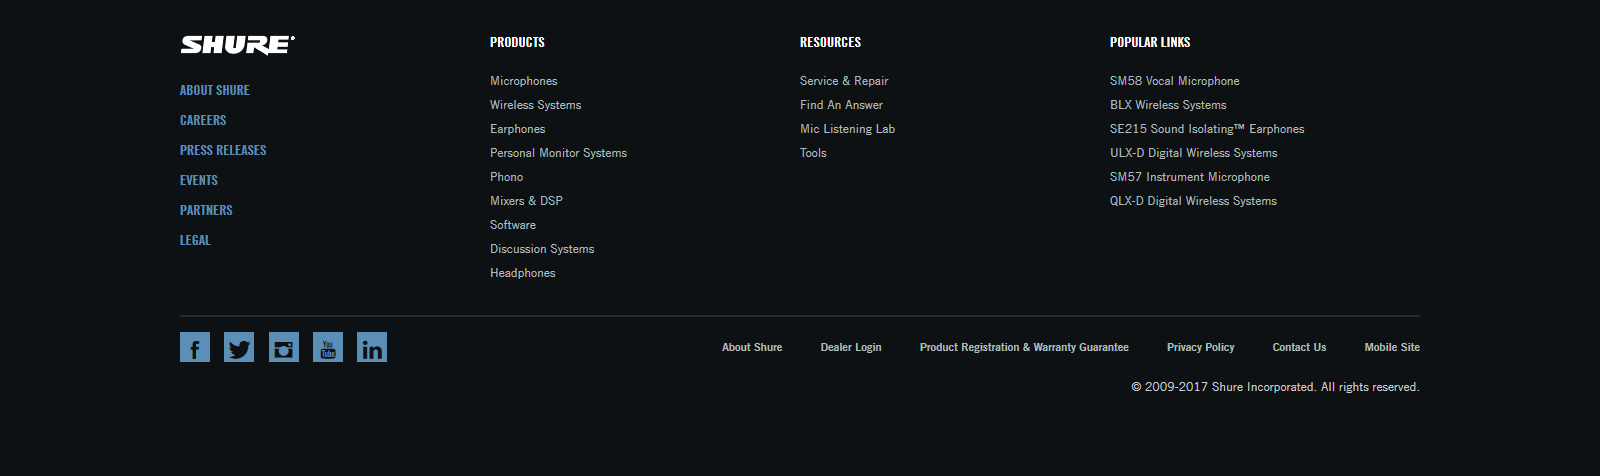 SHURE
ABOUT SHURE
CAREERS
PRESS RELEASES
EVENTS
PARTNERS
LEGAL
PRODUCTS
Microphones
Wireless Systems
Earphones
Personal Monitor Systems
Phono
Mixers & DSP
Software
Discussion Systems
Headphones
RESOURCES
Service & Repair
Find An Answer
Mic Listening Lab
Tools
POPULAR LINKS
SM58 Vocal Microphone
BLX Wireless Systems
SE215 Sound Isolating™ Earphones
ULX-D Digital Wireless Systems
SM57 Instrument Microphone
QLX-D Digital Wireless Systems
f
You
Tube
in
About Shure Dealer Login Product Registration & Warranty Guarantee Privacy Policy Contact Us Mobile Site
© 2009-2017 Shure Incorporated. All rights reserved.